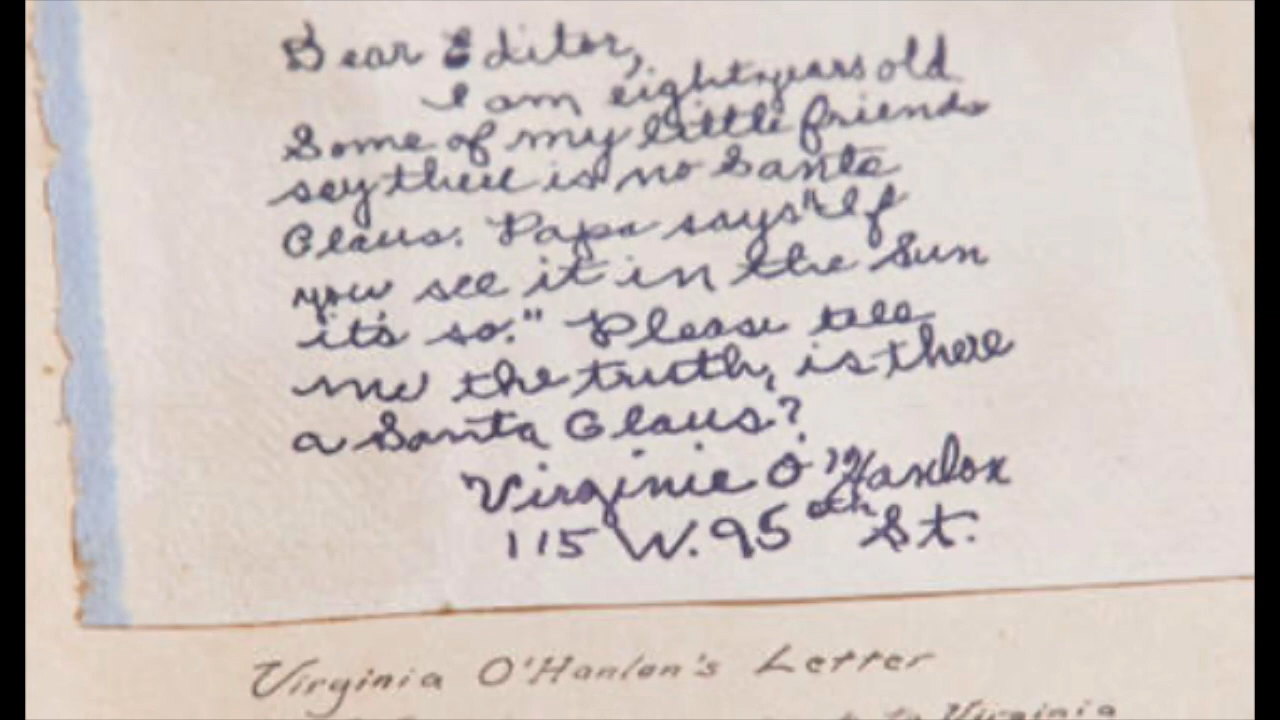 Dear Editor,
I am eight years old
Some of my little friends
say there is no Santa
Claus. Papa says "If
you see it in the Sun
it's so." Please tell
me the truth, is there
a Santa Claus?
Virginia O'Hanlon
115 W. 95th St.
Virginia O'Hanlon's Letter
to Virginia